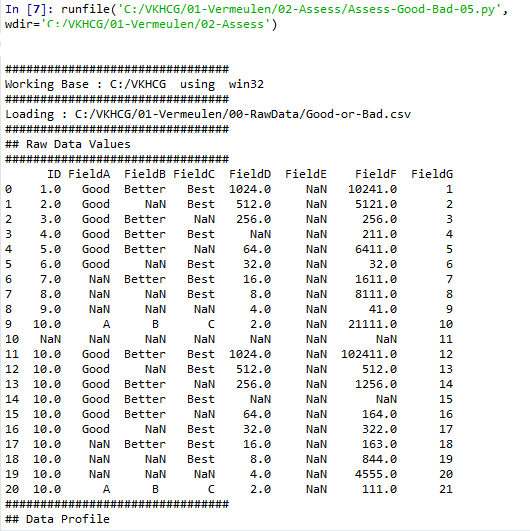 In [7]: runfile('C:/VKHCG/01-Vermeulen/02-Assess/Assess-Good-Bad-05.py',
wdir='C:/VKHCG/01-Vermeulen/02-Assess')
################################
Working Base : C:/VKHCG  using  win32
################################
Loading : C:/VKHCG/01-Vermeulen/00-RawData/Good-or-Bad.csv
################################
## Raw Data Values
################################
      ID FieldA  FieldB FieldC  FieldD  FieldE    FieldF  FieldG
0    1.0   Good  Better   Best  1024.0     NaN   10241.0       1
1    2.0   Good     NaN   Best   512.0     NaN    5121.0       2
2    3.0   Good  Better    NaN   256.0     NaN     256.0       3
3    4.0   Good  Better   Best     NaN     NaN     211.0       4
4    5.0   Good  Better    NaN    64.0     NaN    6411.0       5
5    6.0   Good     NaN   Best    32.0     NaN      32.0       6
6    7.0    NaN  Better   Best    16.0     NaN    1611.0       7
7    8.0    NaN     NaN   Best     8.0     NaN    8111.0       8
8    9.0    NaN     NaN    NaN     4.0     NaN      41.0       9
9   10.0      A       B      C     2.0     NaN   21111.0      10
10   NaN    NaN     NaN    NaN     NaN     NaN       NaN      11
11  10.0   Good  Better   Best  1024.0     NaN  102411.0      12
12  10.0   Good     NaN   Best   512.0     NaN     512.0      13
13  10.0   Good  Better    NaN   256.0     NaN    1256.0      14
14  10.0   Good  Better   Best     NaN     NaN       NaN      15
15  10.0   Good  Better    NaN    64.0     NaN     164.0      16
16  10.0   Good     NaN   Best    32.0     NaN     322.0      17
17  10.0    NaN  Better   Best    16.0     NaN     163.0      18
18  10.0    NaN     NaN   Best     8.0     NaN     844.0      19
19  10.0    NaN     NaN    NaN     4.0     NaN    4555.0      20
20  10.0      A       B      C     2.0     NaN     111.0      21
################################
## Data Profile